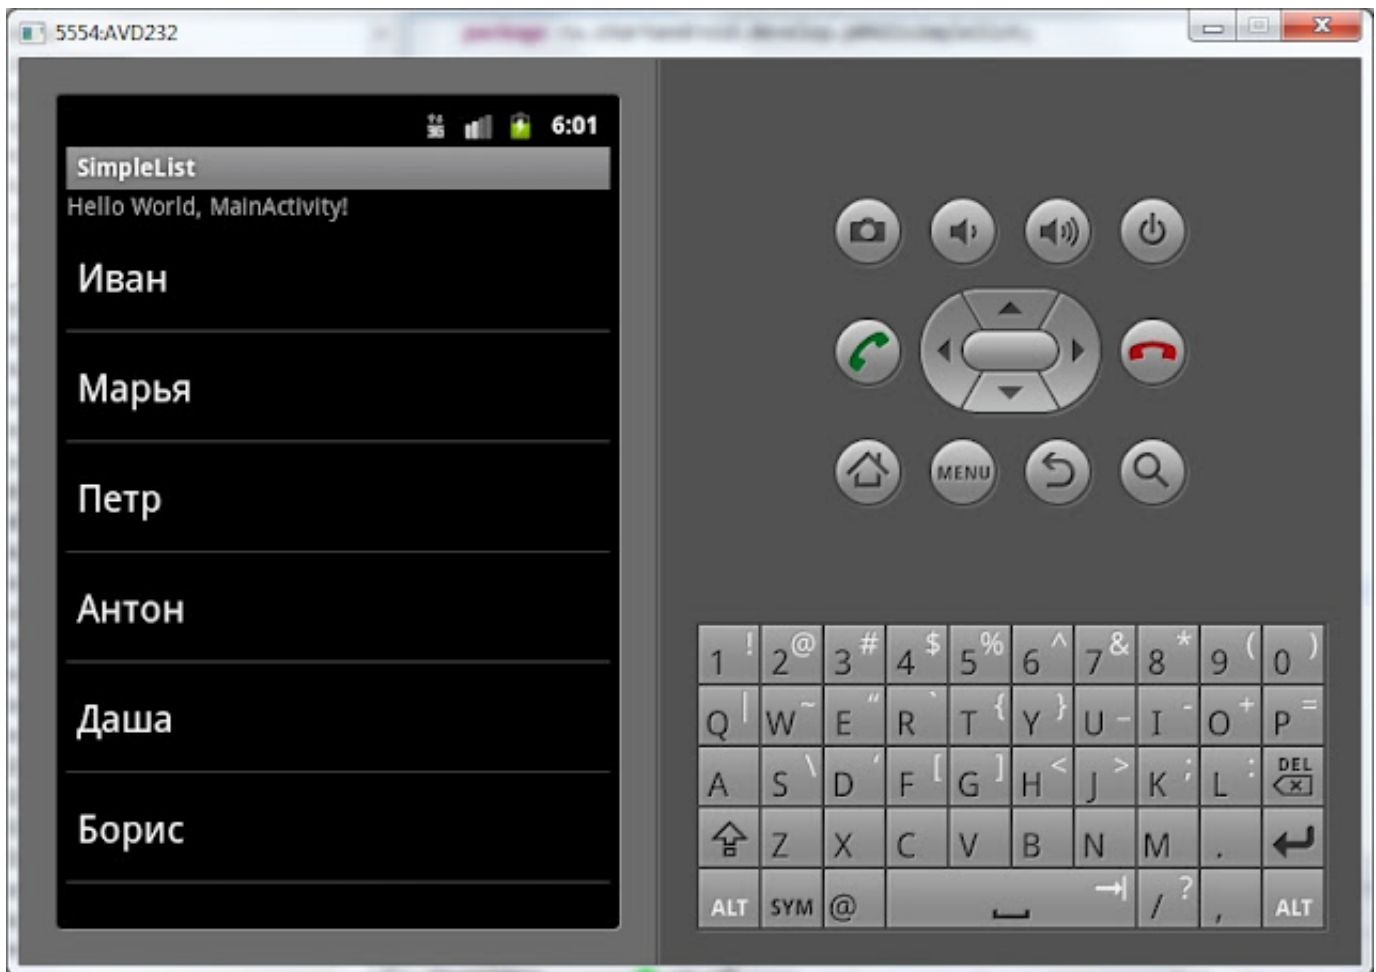 5554:AVD232
package
6:01
SimpleList
Hello World, MainActivity!
Иван
Марья
Петр
Антон
Даша
Борис
MENU
1 ! 2 @ 3 # 4 $ 5 % 6 ^ 7 & 8 * 9 ( 0 )
Q | W ~ E " R ` T { Y } U _ I - O + P =
A S \ D ' F [ G ] H < J > K ; L : DEL
Z X C V B N M .
ALT SYM @ / ? , ALT